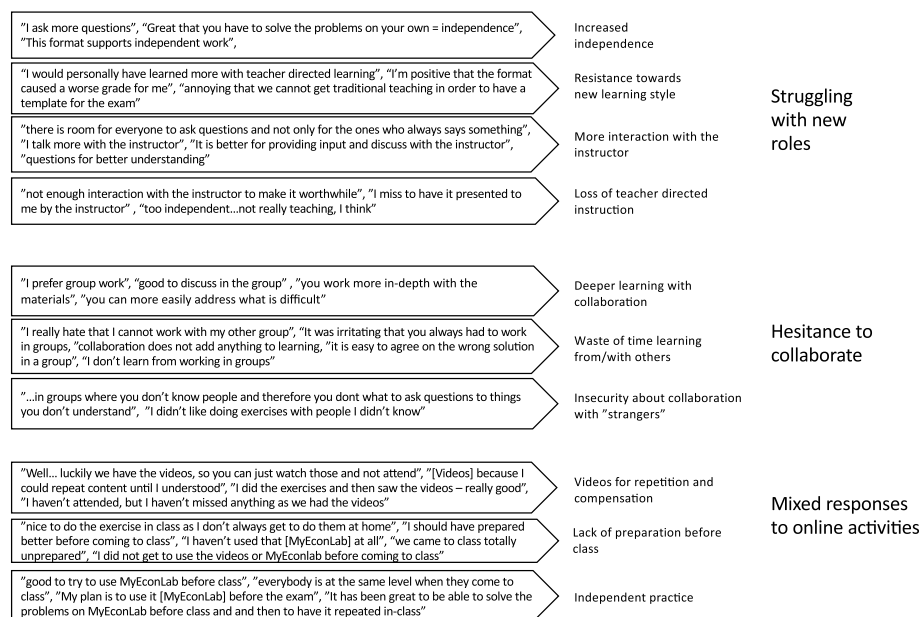 ”I ask more questions”, “Great that you have to solve the problems on your own = independence”,
”This format supports independent work”,
Increased
independence
“I would personally have learned more with teacher directed learning”, “I’m positive that the format
caused a worse grade for me”, “annoying that we cannot get traditional teaching in order to have a
template for the exam”
Resistance towards
new learning style
”there is room for everyone to ask questions and not only for the ones who always says something”,
”I talk more with the instructor”, ”It is better for providing input and discuss with the instructor”,
”questions for better understanding”
More interaction with the
instructor
”not enough interaction with the instructor to make it worthwhile”, ”I miss to have it presented to
me by the instructor” , “too independent...not really teaching, I think”
Loss of teacher directed
instruction
Struggling
with new
roles
”I prefer group work”, “good to discuss in the group” , ”you work more in-depth with the
materials”, ”you can more easily address what is difficult”
Deeper learning with
collaboration
”I really hate that I cannot work with my other group”, “It was irritating that you always had to work
in groups, ”collaboration does not add anything to learning, ”it is easy to agree on the wrong solution
in a group”, “I don’t learn from working in groups”
Waste of time learning
from/with others
”...in groups where you don’t know people and therefore you dont what to ask questions to things
you don’t understand”,  ”I didn’t like doing exercises with people I didn’t know”
Insecurity about collaboration
with ”strangers”
Hesitance to
collaborate
”Well... luckily we have the videos, so you can just watch those and not attend”, ”[Videos] because I
could repeat content until I understood”, ”I did the exercises and then saw the videos – really good”,
”I haven’t attended, but I haven’t missed anything as we had the videos”
Videos for repetition and
compensation
”nice to do the exercise in class as I don’t always get to do them at home”, ”I should have prepared
better before coming to class”, “I haven’t used that [MyEconLab] at all”, “we came to class totally
unprepared”, “I did not get to use the videos or MyEconlab before coming to class”
Lack of preparation before
class
”good to try to use MyEconLab before class”, ”everybody is at the same level when they come to
class”, ”My plan is to use it [MyEconLab] before the exam”, ”It has been great to be able to solve the
problems on MyEconLab before class and and then to have it repeated in-class”
Independent practice
Mixed responses
to online activities